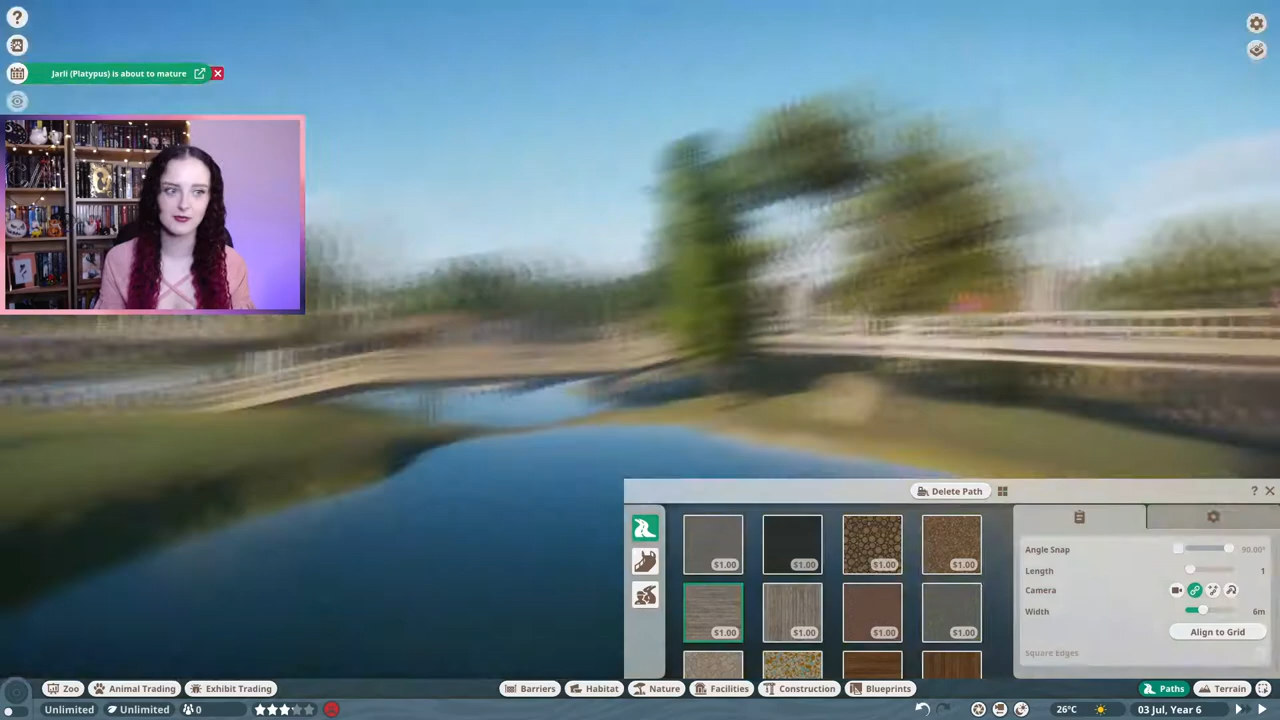 ?
Jarli (Platypus) is about to mature
Delete Path
?
$1.00 $1.00 $1.00 $1.00
$1.00 $1.00 $1.00 $1.00
Angle Snap 90.00°
Length 1
Camera
Width 6m
Align to Grid
Square Edges
Zoo Animal Trading Exhibit Trading Barriers Habitat Nature Facilities Construction Blueprints Paths Terrain
Unlimited Unlimited 0 26°C 03 Jul, Year 6